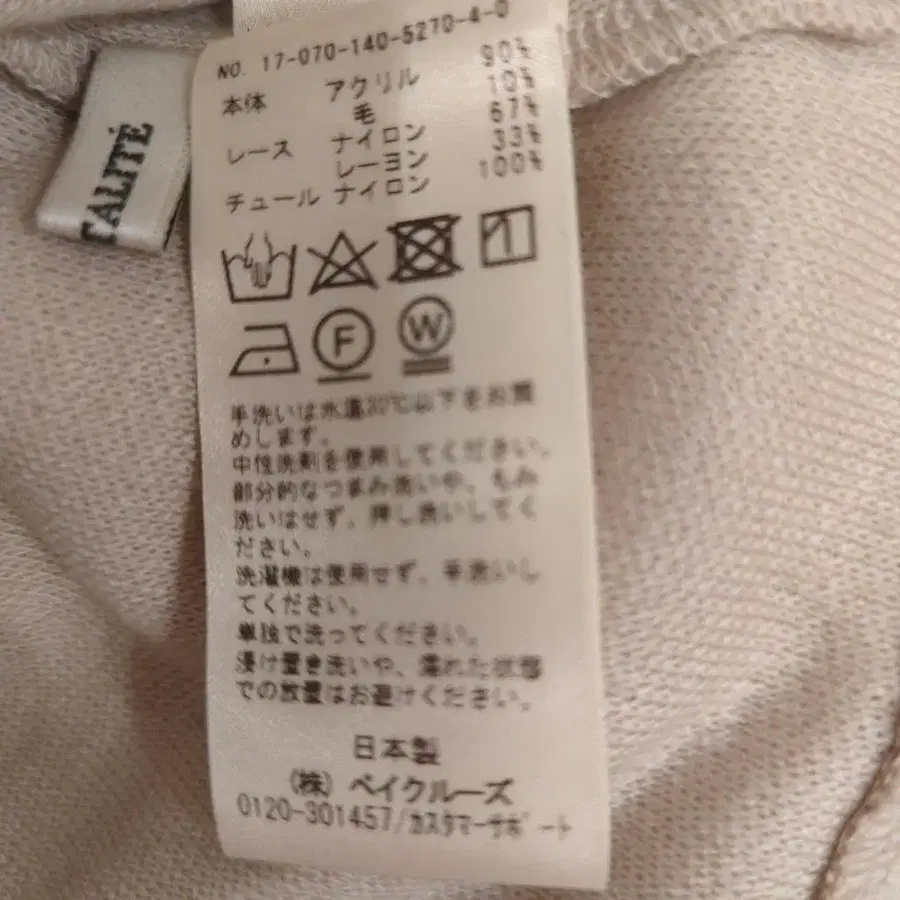 TALITÉ
NO. 17-070-140-5270-4-0
本体 アクリル 90%
毛 10%
レース ナイロン 67%
レーヨン 33%
チュール ナイロン 100%
F W
手洗いは水温30℃以下をお薦
めします。
中性洗剤を使用してください。
部分的なつまみ洗いや、もみ
洗いはせず、押し洗いしてく
ださい。
洗濯機は使用せず、手洗いし
てください。
単独で洗ってください。
浸け置き洗いや、濡れた状態
での放置はお避けください。
日本製
(株) ベイクルーズ
0120-301457/カスタマーサポート